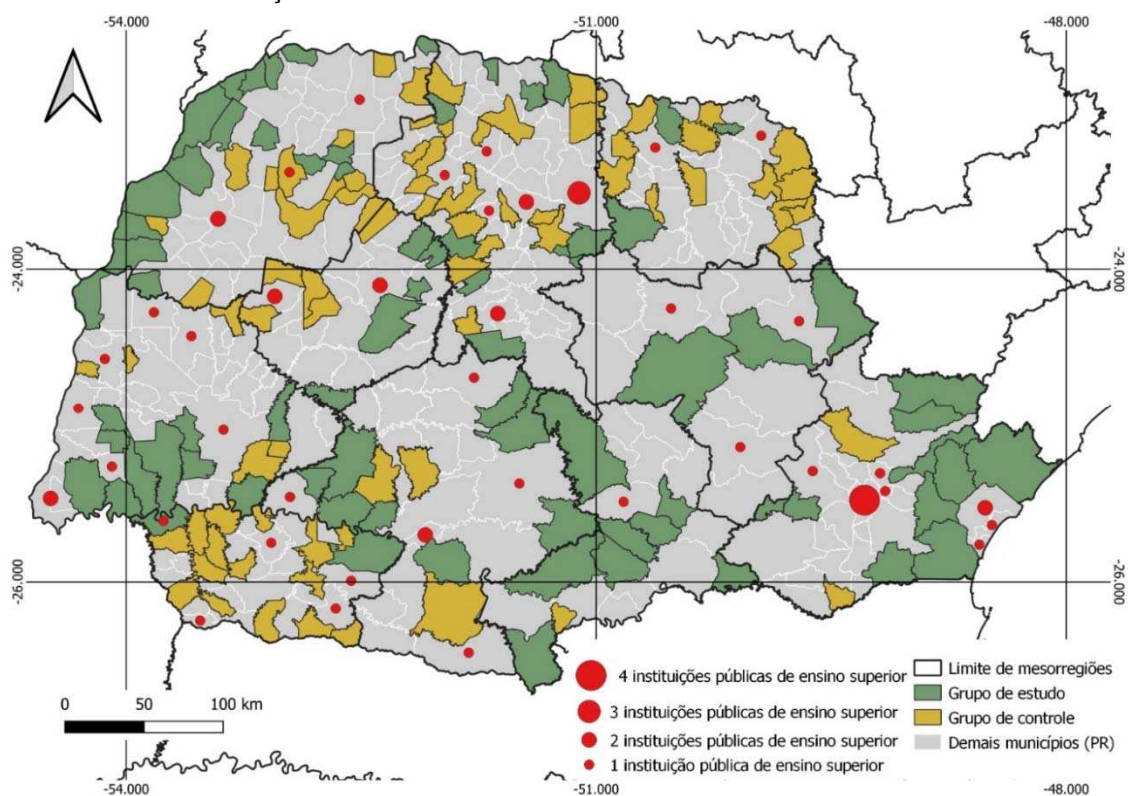 Ç
-54.000
-51.000
-48.000
-24.000
-24.000
-26.000
-26.000
4 instituições públicas de ensino superior
3 instituições públicas de ensino superior
2 instituições públicas de ensino superior
1 instituição pública de ensino superior
Limite de mesorregiões
Grupo de estudo
Grupo de controle
Demais municípios (PR)
0 50 100 km
-54.000
-51.000
-48.000